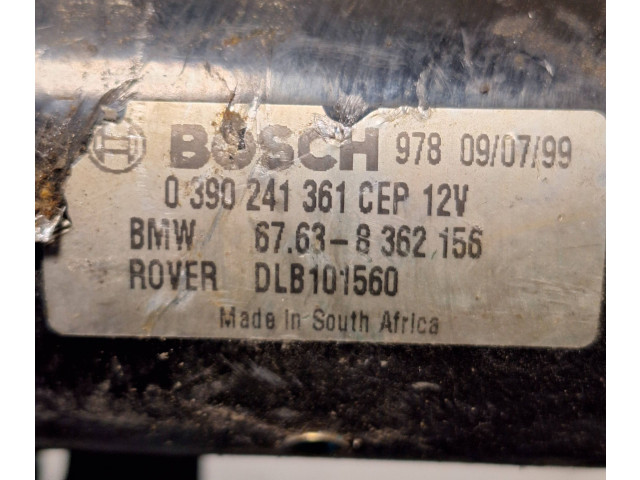 BOSCH 978 09/07/99
0 390 241 361 CEP 12V
BMW 67.63-8 362 156
ROVER DLB101560
Made in South Africa